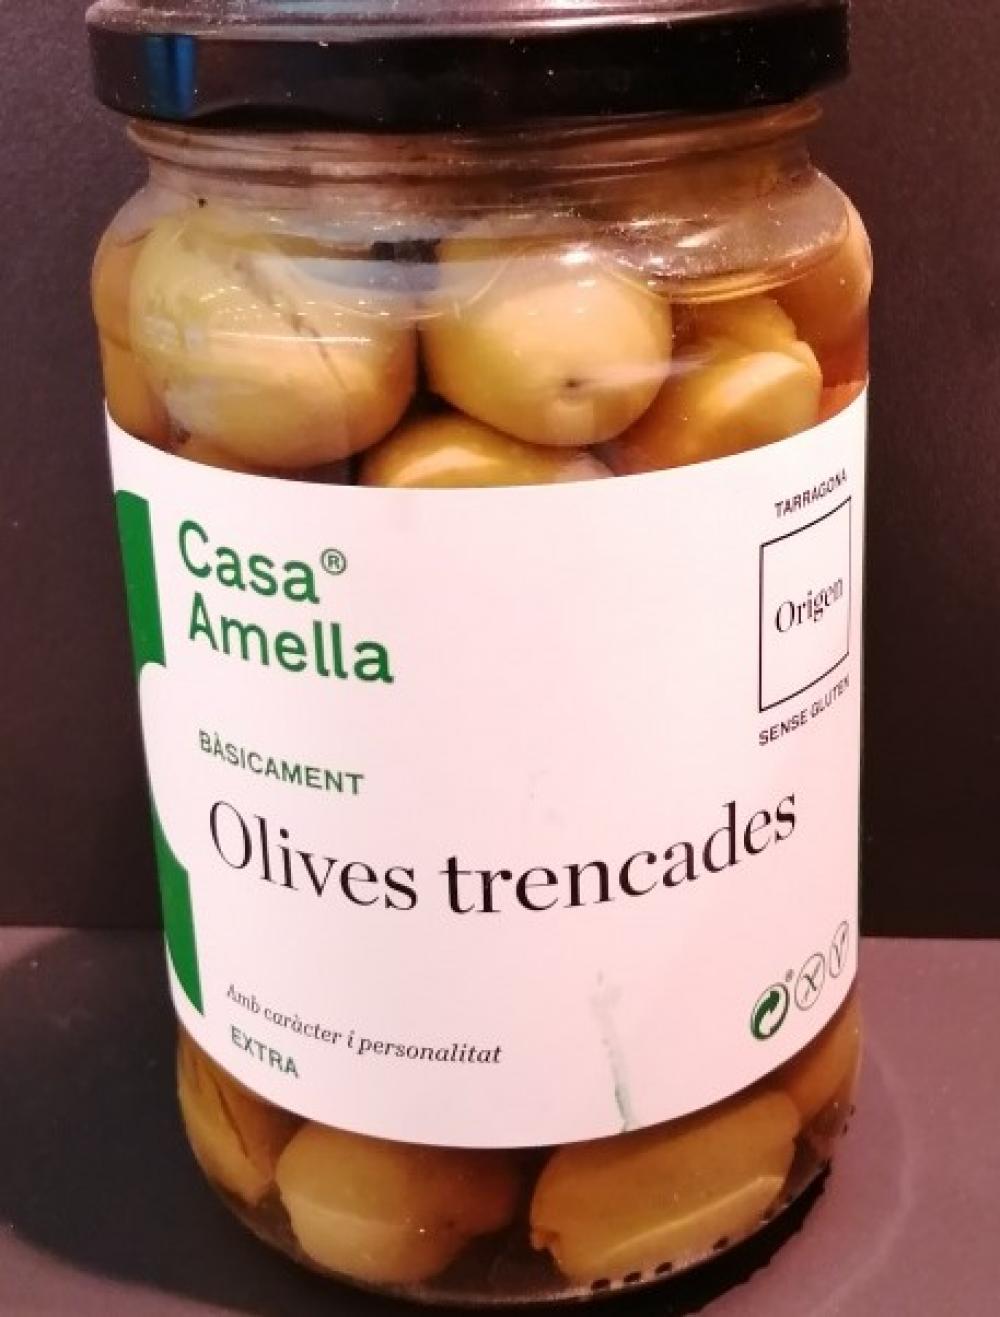 Casa®
Amella
TARRAGONA
Origen
SENSE GLUTEN
BÀSICAMENT
Olives trencades
Amb caràcter i personalitat
EXTRA